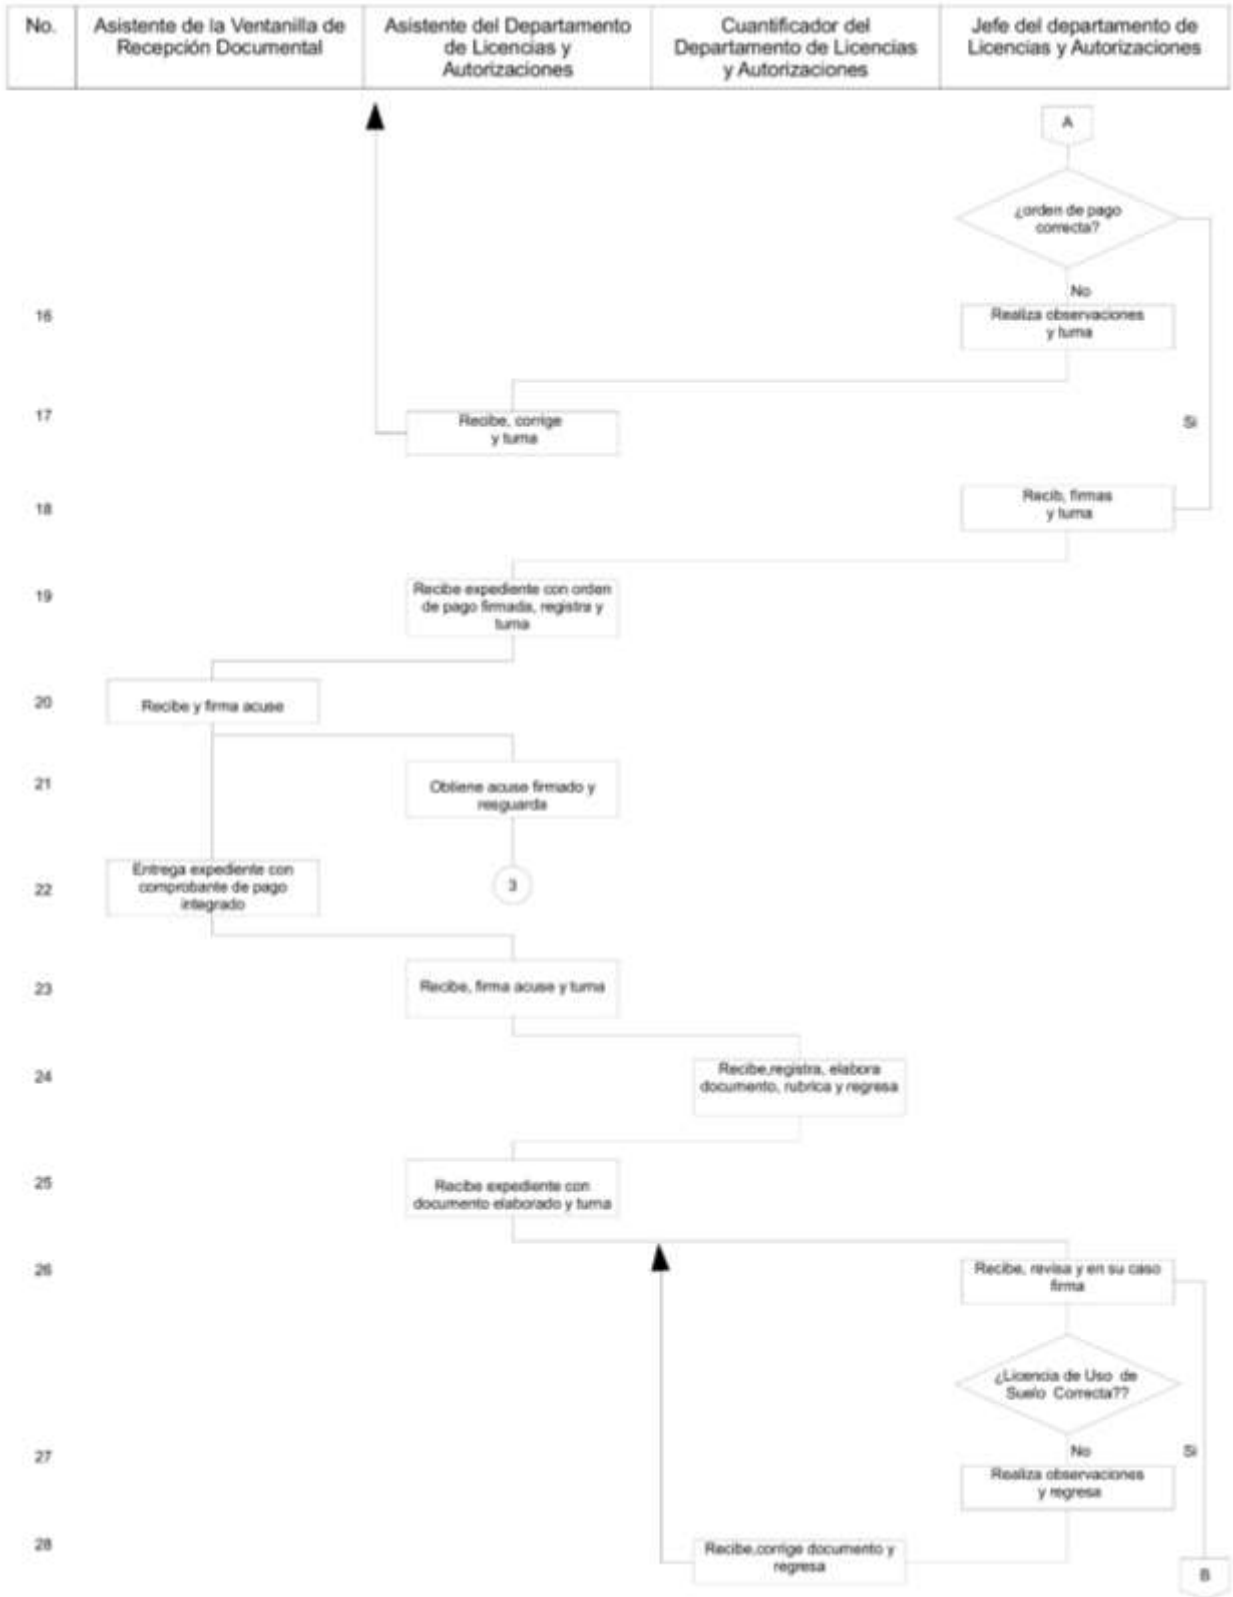 No.
Asistente de la Ventanilla de
Recepción Documental
Asistente del Departamento
de Licencias y
Autorizaciones
Cuantificador del
Departamento de Licencias
y Autorizaciones
Jefe del departamento de
Licencias y Autorizaciones
A
¿orden de pago
correcta?
No
16
Realiza observaciones
y turna
17
Recibe, corrige
y turna
Si
18
Recib, firmas
y turna
19
Recibe expediente con orden
de pago firmada, registra y
turna
20
Recibe y firma acuse
21
Obtiene acuse firmado y
resguarda
22
Entrega expediente con
comprobante de pago
integrado
3
23
Recibe, firma acuse y turna
24
Recibe,registra, elabora
documento, rubrica y regresa
25
Recibe expediente con
documento elaborado y turna
26
Recibe, revisa y en su caso
firma
¿Licencia de Uso de
Suelo Correcta??
27
No
Si
Realiza observaciones
y regresa
28
Recibe,corrige documento y
regresa
B